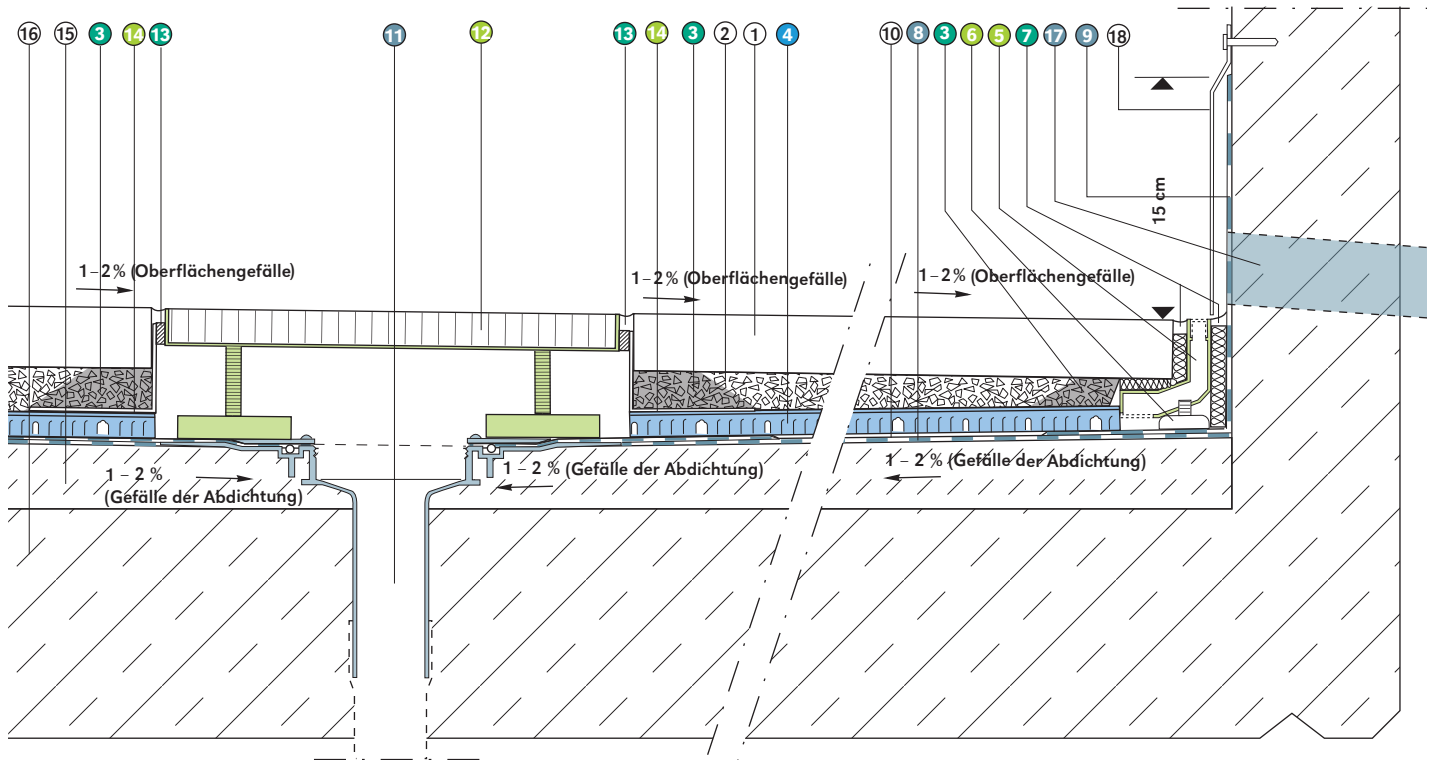 16 15 3 14 13 11 12 13 14 3 2 1 4 10 8 3 6 5 7 17 9 18
15 cm
1–2% (Oberflächengefälle)
1–2% (Oberflächengefälle)
1–2% (Oberflächengefälle)
1–2 %
(Gefälle der Abdichtung)
1–2 % (Gefälle der Abdichtung)
1–2 % (Gefälle der Abdichtung)